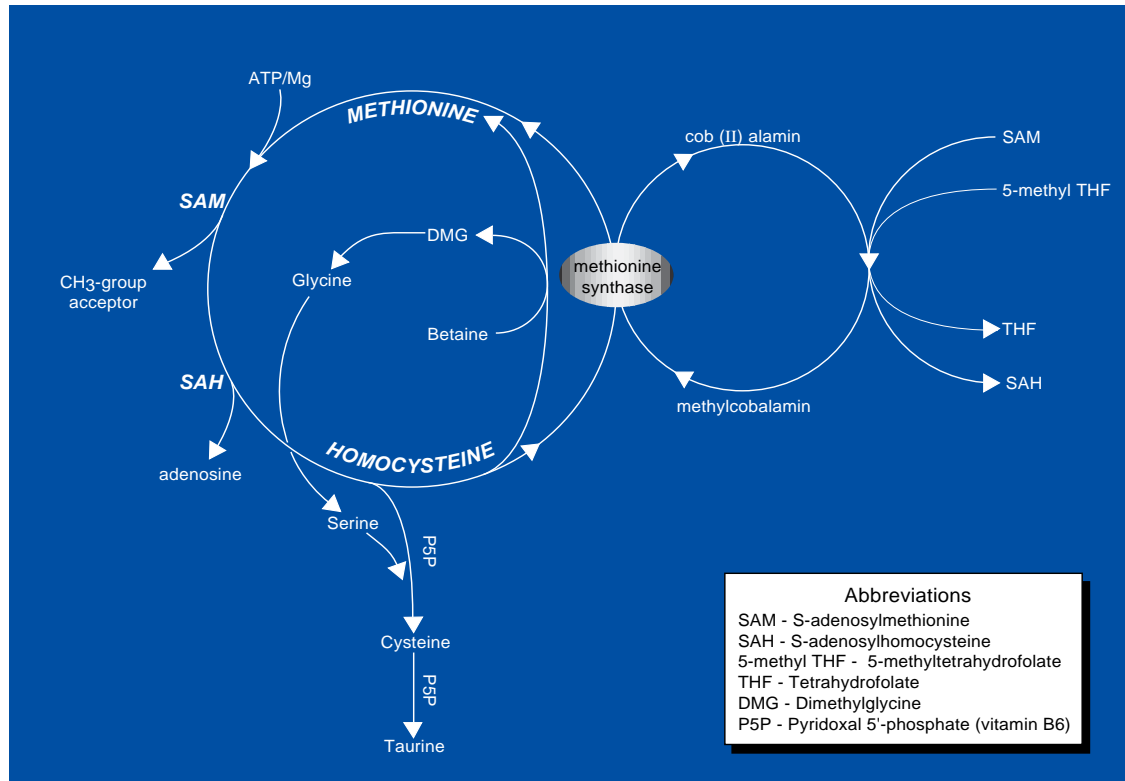 ATP/Mg
METHIONINE
cob (II) alamin
SAM
5-methyl THF
SAM
DMG
Glycine
methionine
synthase
CH3-group
acceptor
Betaine
THF
SAH
SAH
methylcobalamin
HOMOCYSTEINE
adenosine
Serine
P5P
Cysteine
P5P
Taurine
Abbreviations
SAM - S-adenosylmethionine
SAH - S-adenosylhomocysteine
5-methyl THF - 5-methyltetrahydrofolate
THF - Tetrahydrofolate
DMG - Dimethylglycine
P5P - Pyridoxal 5'-phosphate (vitamin B6)